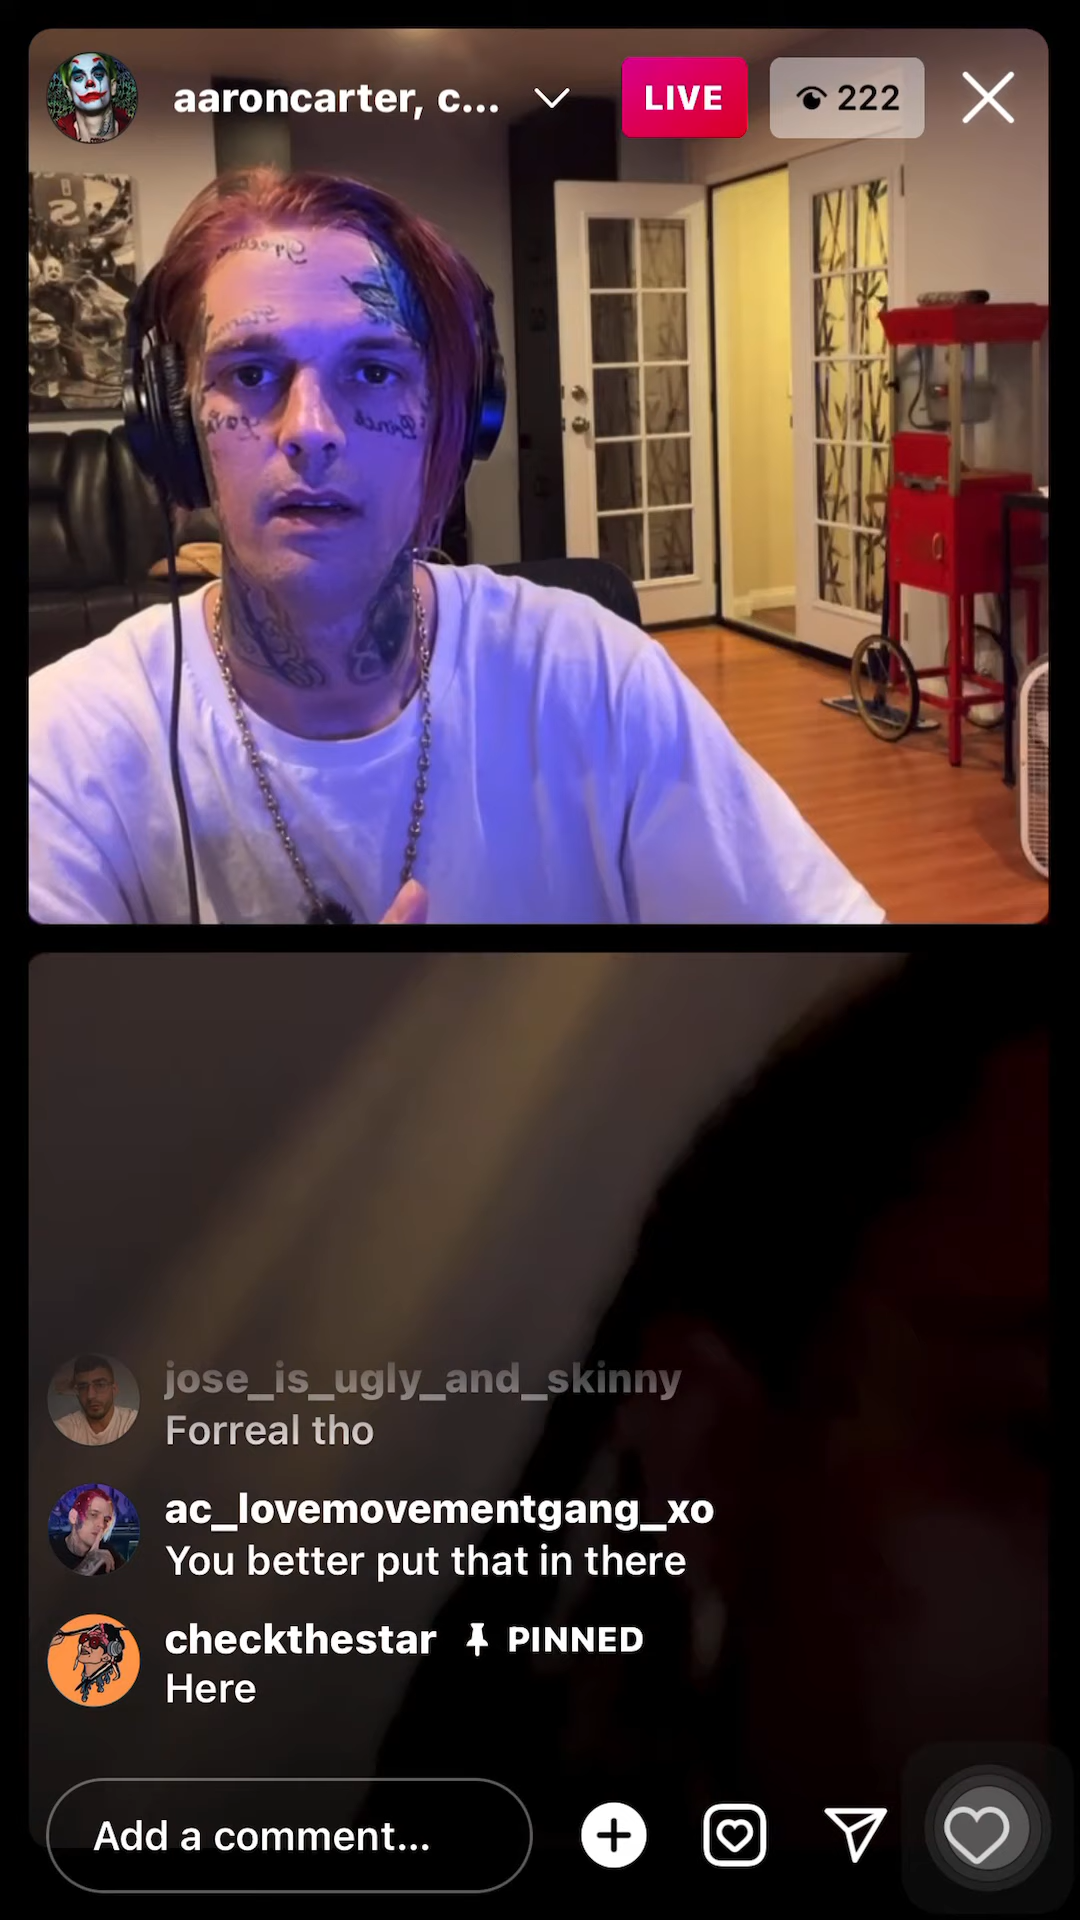 aaroncarter, c...
LIVE
222
jose_is_ugly_and_skinny
Forreal tho
ac_lovemovementgang_xo
You better put that in there
checkthestar PINNED
Here
Add a comment...